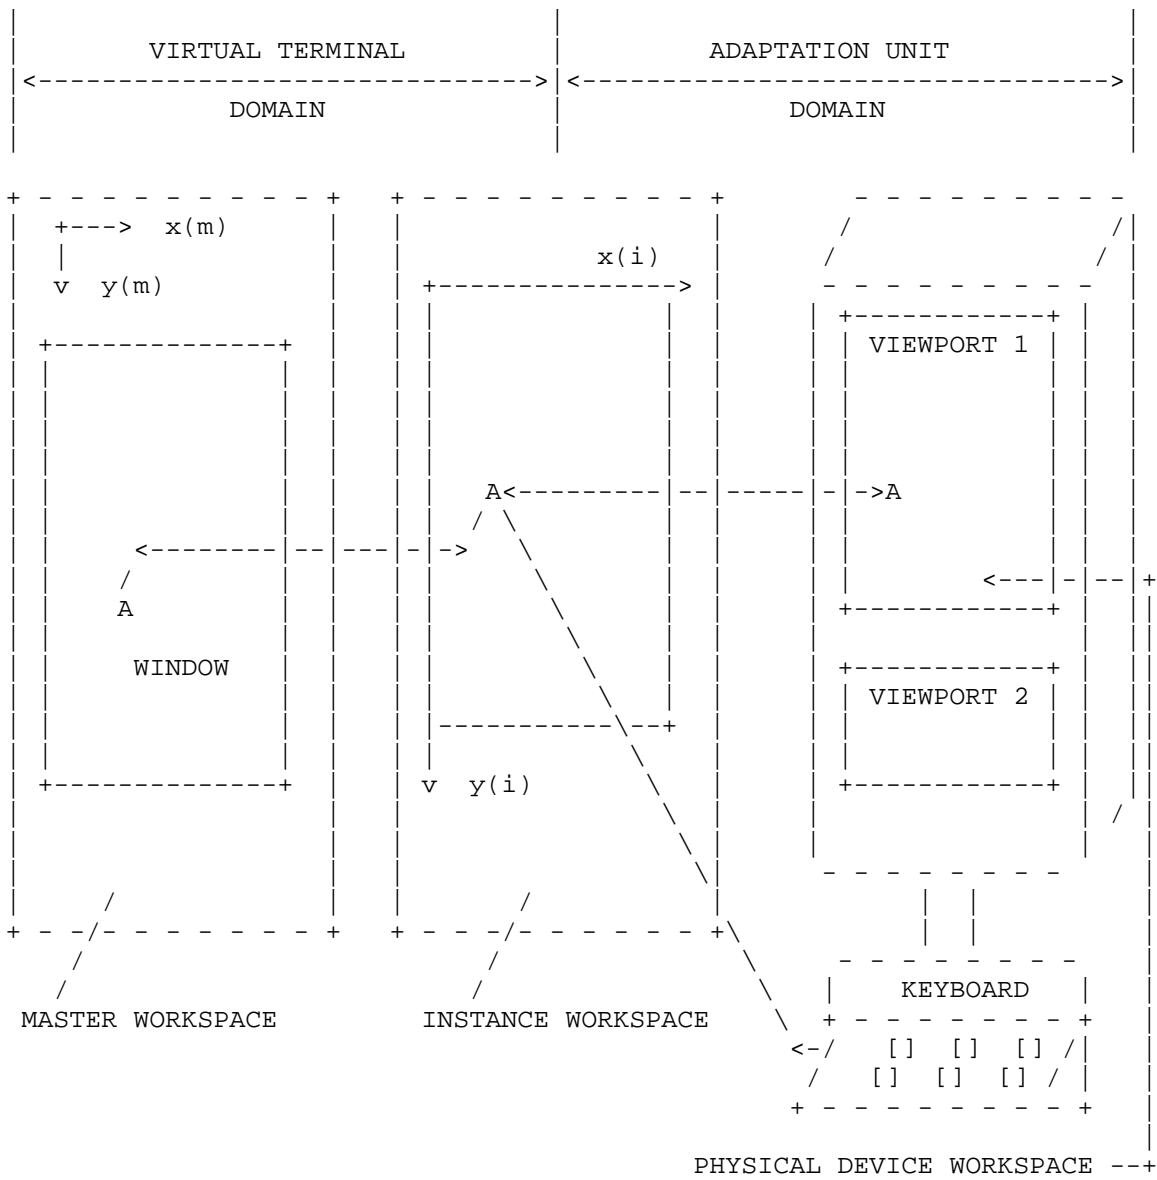 VIRTUAL TERMINAL ADAPTATION UNIT
DOMAIN DOMAIN
x(m)
x(i)
v y(m)
VIEWPORT 1
A A
A
WINDOW
VIEWPORT 2
v y(i)
KEYBOARD
MASTER WORKSPACE INSTANCE WORKSPACE
[] [] []
[] [] []
PHYSICAL DEVICE WORKSPACE